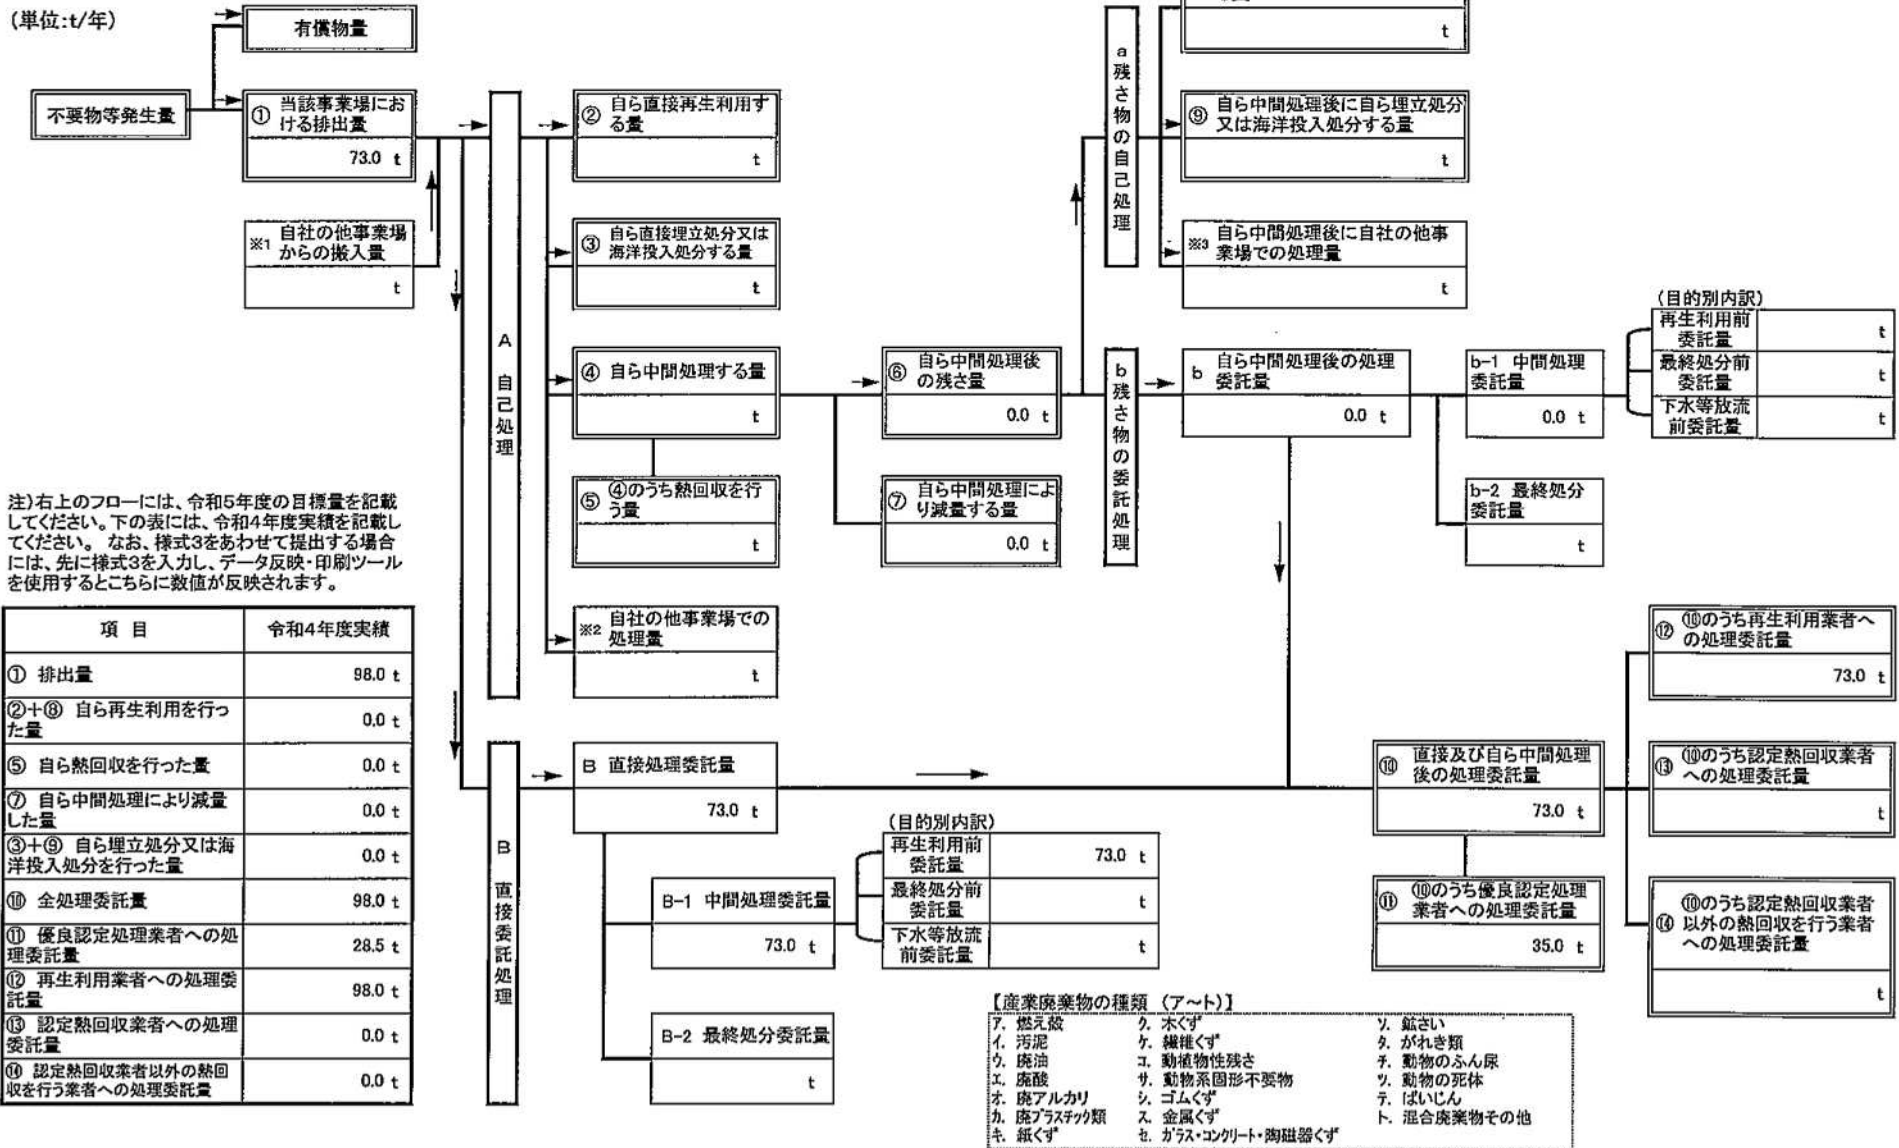 (単位:t/年)
有償物量
不要物等発生量
① 当該事業場にお
ける排出量
73.0 t
※1 自社の他事業場
からの搬入量
t
A 自己処理
② 自ら直接再生利用す
る量
t
③ 自ら直接埋立処分又は
海洋投入処分する量
t
④ 自ら中間処理する量
t
⑤ ④のうち熱回収を行
う量
t
※2 自社の他事業場での
処理量
t
⑥ 自ら中間処理後
の残さ量
0.0 t
⑦ 自ら中間処理によ
り減量する量
0.0 t
a 残さ物の自己処理
t
⑨ 自ら中間処理後に自ら埋立処分
又は海洋投入処分する量
t
※3 自ら中間処理後に自社の他事
業場での処理量
t
b 残さ物の委託処理
b 自ら中間処理後の処理
委託量
0.0 t
b-1 中間処理
委託量
0.0 t
(目的別内訳)
再生利用前
委託量
t
最終処分前
委託量
t
下水等放流
前委託量
t
b-2 最終処分
委託量
t
注)右上のフローには、令和5年度の目標量を記載
してください。下の表には、令和4年度実績を記載し
てください。 なお、様式3をあわせて提出する場合
には、先に様式3を入力し、データ反映・印刷ツール
を使用するとこちらに数値が反映されます。
項 目 令和4年度実績
① 排出量 98.0 t
②+⑧ 自ら再生利用を行っ
た量 0.0 t
⑤ 自ら熱回収を行った量 0.0 t
⑦ 自ら中間処理により減量
した量 0.0 t
③+⑨ 自ら埋立処分又は海
洋投入処分を行った量 0.0 t
⑩ 全処理委託量 98.0 t
⑪ 優良認定処理業者への処
理委託量 28.5 t
⑫ 再生利用業者への処理委
託量 98.0 t
⑬ 認定熱回収業者への処理
委託量 0.0 t
⑭ 認定熱回収業者以外の熱回
収を行う業者への処理委託量 0.0 t
B 直接委託処理
B 直接処理委託量
73.0 t
B-1 中間処理委託量
73.0 t
(目的別内訳)
再生利用前
委託量
73.0 t
最終処分前
委託量
t
下水等放流
前委託量
t
B-2 最終処分委託量
t
⑩ 直接及び自ら中間処理
後の処理委託量
73.0 t
⑪ ⑩のうち優良認定処理
業者への処理委託量
35.0 t
⑫ ⑩のうち再生利用業者へ
の処理委託量
73.0 t
⑬ ⑩のうち認定熱回収業者
への処理委託量
t
⑭ ⑩のうち認定熱回収業者
以外の熱回収を行う業者
への処理委託量
t
【産業廃棄物の種類 (ア～ト)】
ア. 燃え殻 ク. 木くず ソ. 鉱さい
イ. 汚泥 ケ. 繊維くず タ. がれき類
ウ. 廃油 コ. 動植物性残さ チ. 動物のふん尿
エ. 廃酸 サ. 動物系固形不要物 ツ. 動物の死体
オ. 廃アルカリ シ. ゴムくず テ. ばいじん
カ. 廃プラスチック類 ス. 金属くず ト. 混合廃棄物その他
キ. 紙くず セ. ガラス・コンクリート・陶磁器くず